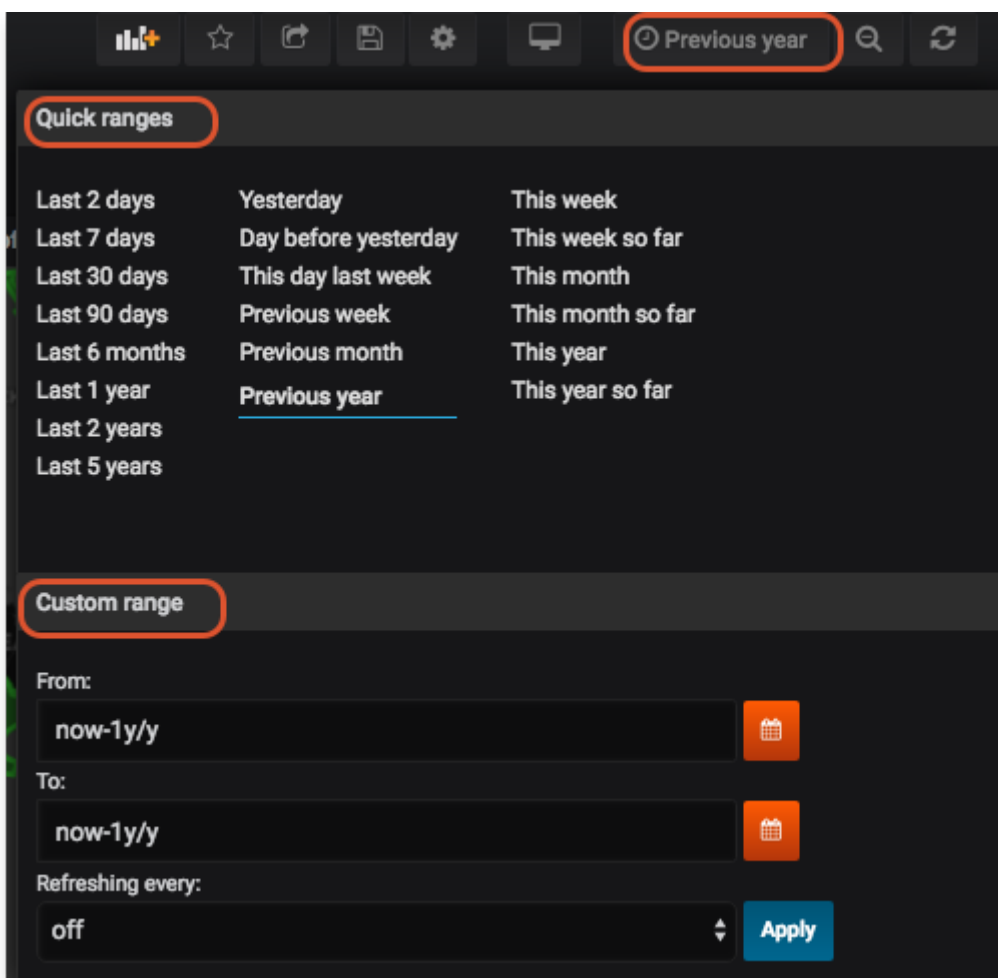 Previous year
Quick ranges
Last 2 days
Yesterday
This week
Last 7 days
Day before yesterday
This week so far
Last 30 days
This day last week
This month
Last 90 days
Previous week
This month so far
Last 6 months
Previous month
This year
Last 1 year
Previous year
This year so far
Last 2 years
Last 5 years
Custom range
From:
now-1y/y
To:
now-1y/y
Refreshing every:
off
Apply